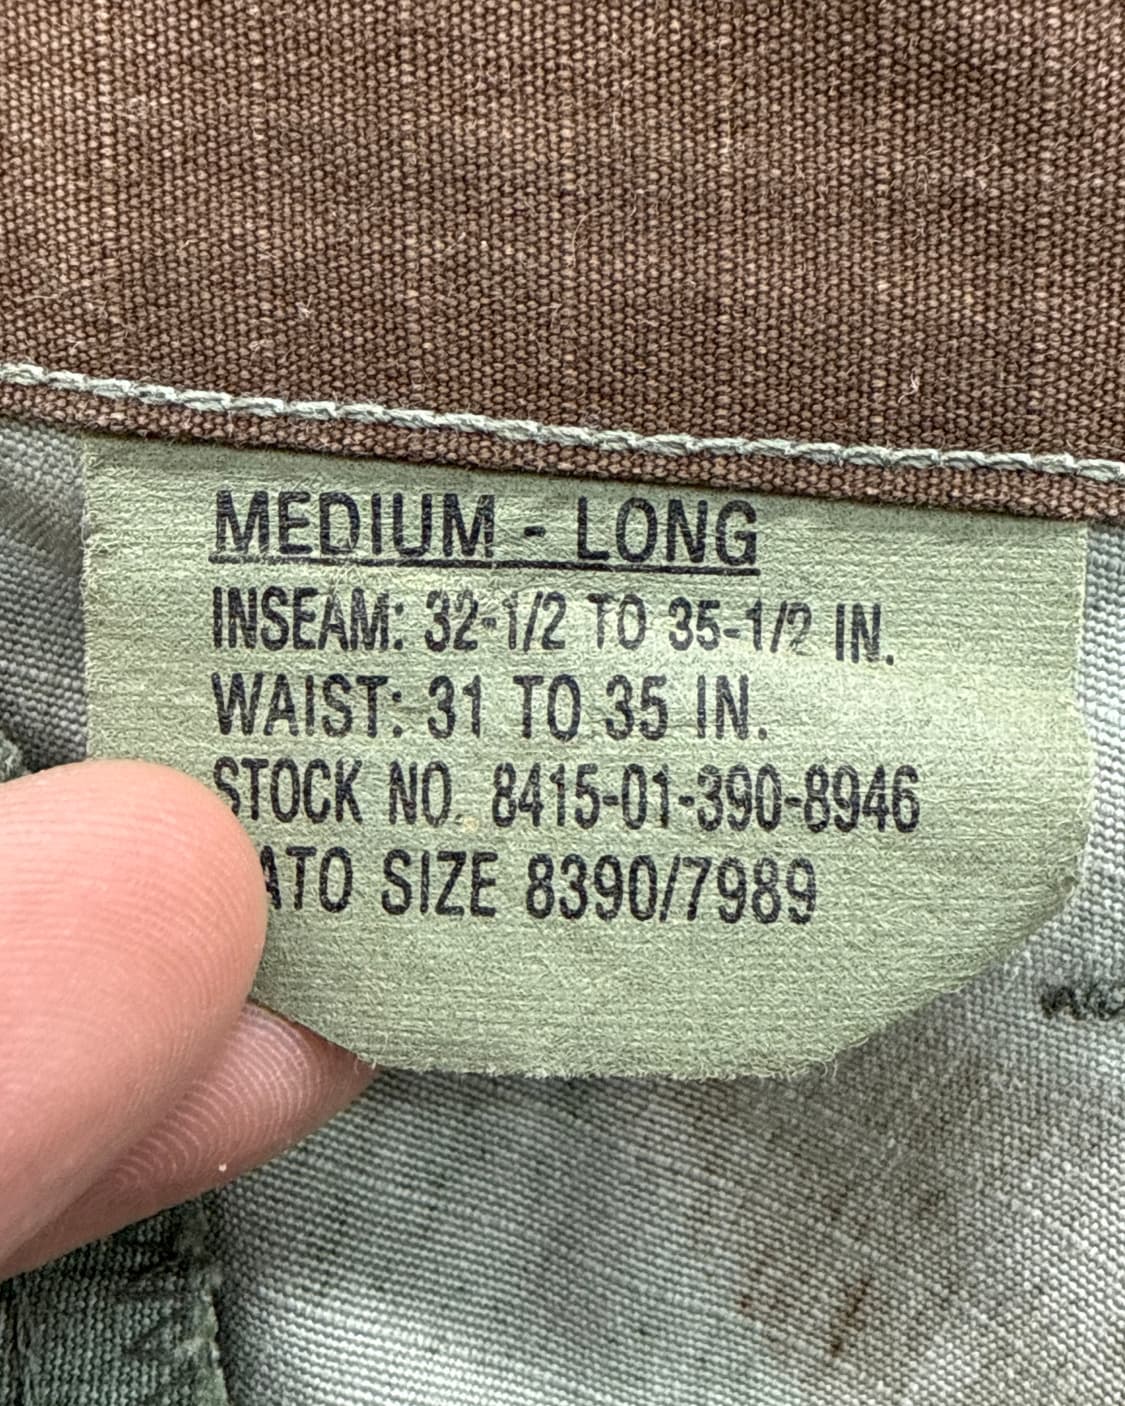 MEDIUM - LONG
INSEAM: 32-1/2 TO 35-1/2 IN.
WAIST: 31 TO 35 IN.
STOCK NO. 8415-01-390-8946
ATO SIZE 8390/7989